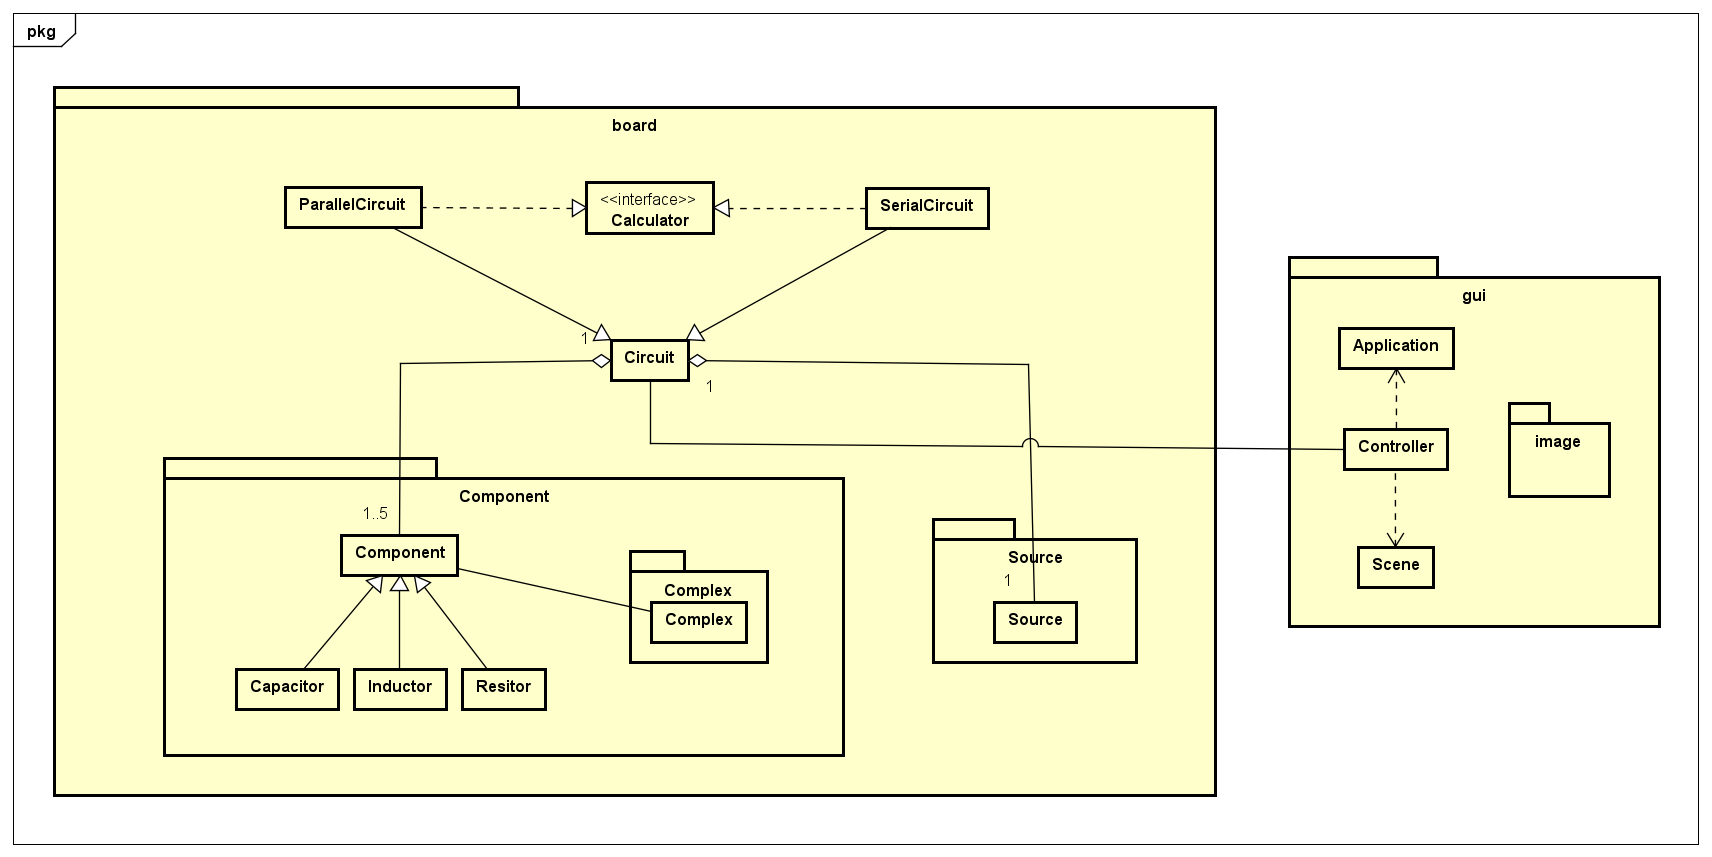 pkg
board
ParallelCircuit
<<interface>>
Calculator
SerialCircuit
gui
Application
1
Circuit
1
image
Controller
Component
1..5
Component
Source
1
Scene
Complex
Complex
Source
Capacitor
Inductor
Resitor